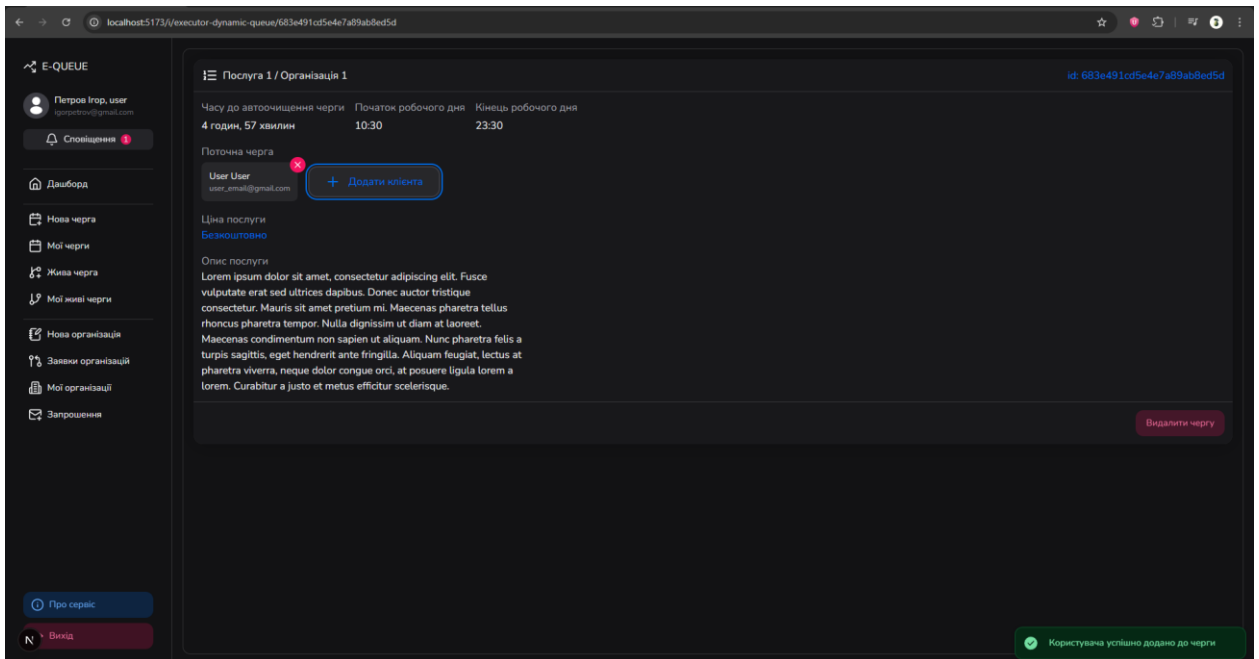 localhost:5173/i/executor-dynamic-queue/683e491cd5e4e7a89ab8ed5d
E-QUEUE
Петров Ігор, user
igorpetrov@gmail.com
Сповіщення 1
Дашборд
Нова черга
Мої черги
Жива черга
Мої живі черги
Нова організація
Заявки організацій
Мої організації
Запрошення
Про сервіс
N
Вихід
Послуга 1 / Організація 1
id: 683e491cd5e4e7a89ab8ed5d
Часу до автоочищення черги Початок робочого дня Кінець робочого дня
4 годин, 57 хвилин 10:30 23:30
Поточна черга
User User
user_email@gmail.com
+ Додати клієнта
Ціна послуги
Безкоштовно
Опис послуги
Lorem ipsum dolor sit amet, consectetur adipiscing elit. Fusce
vulputate erat sed ultrices dapibus. Donec auctor tristique
consectetur. Mauris sit amet pretium mi. Maecenas pharetra tellus
rhoncus pharetra tempor. Nulla dignissim ut diam at laoreet.
Maecenas condimentum non sapien ut aliquam. Nunc pharetra felis a
turpis sagittis, eget hendrerit ante fringilla. Aliquam feugiat, lectus at
pharetra viverra, neque dolor congue orci, at posuere ligula lorem a
lorem. Curabitur a justo et metus efficitur scelerisque.
Видалити чергу
Користувача успішно додано до черги